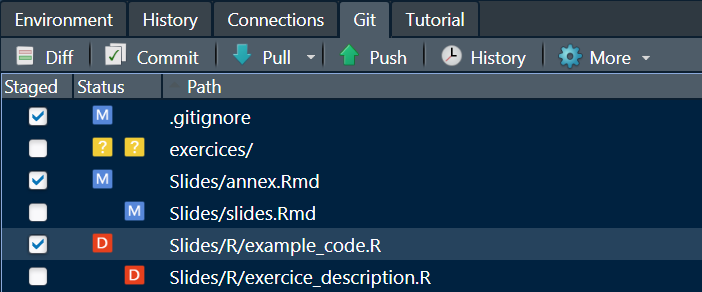 Environment History Connections Git Tutorial
Diff Commit Pull Push History More
Staged Status Path
M .gitignore
? ? exercices/
M Slides/annex.Rmd
M Slides/slides.Rmd
D Slides/R/example_code.R
D Slides/R/exercice_description.R